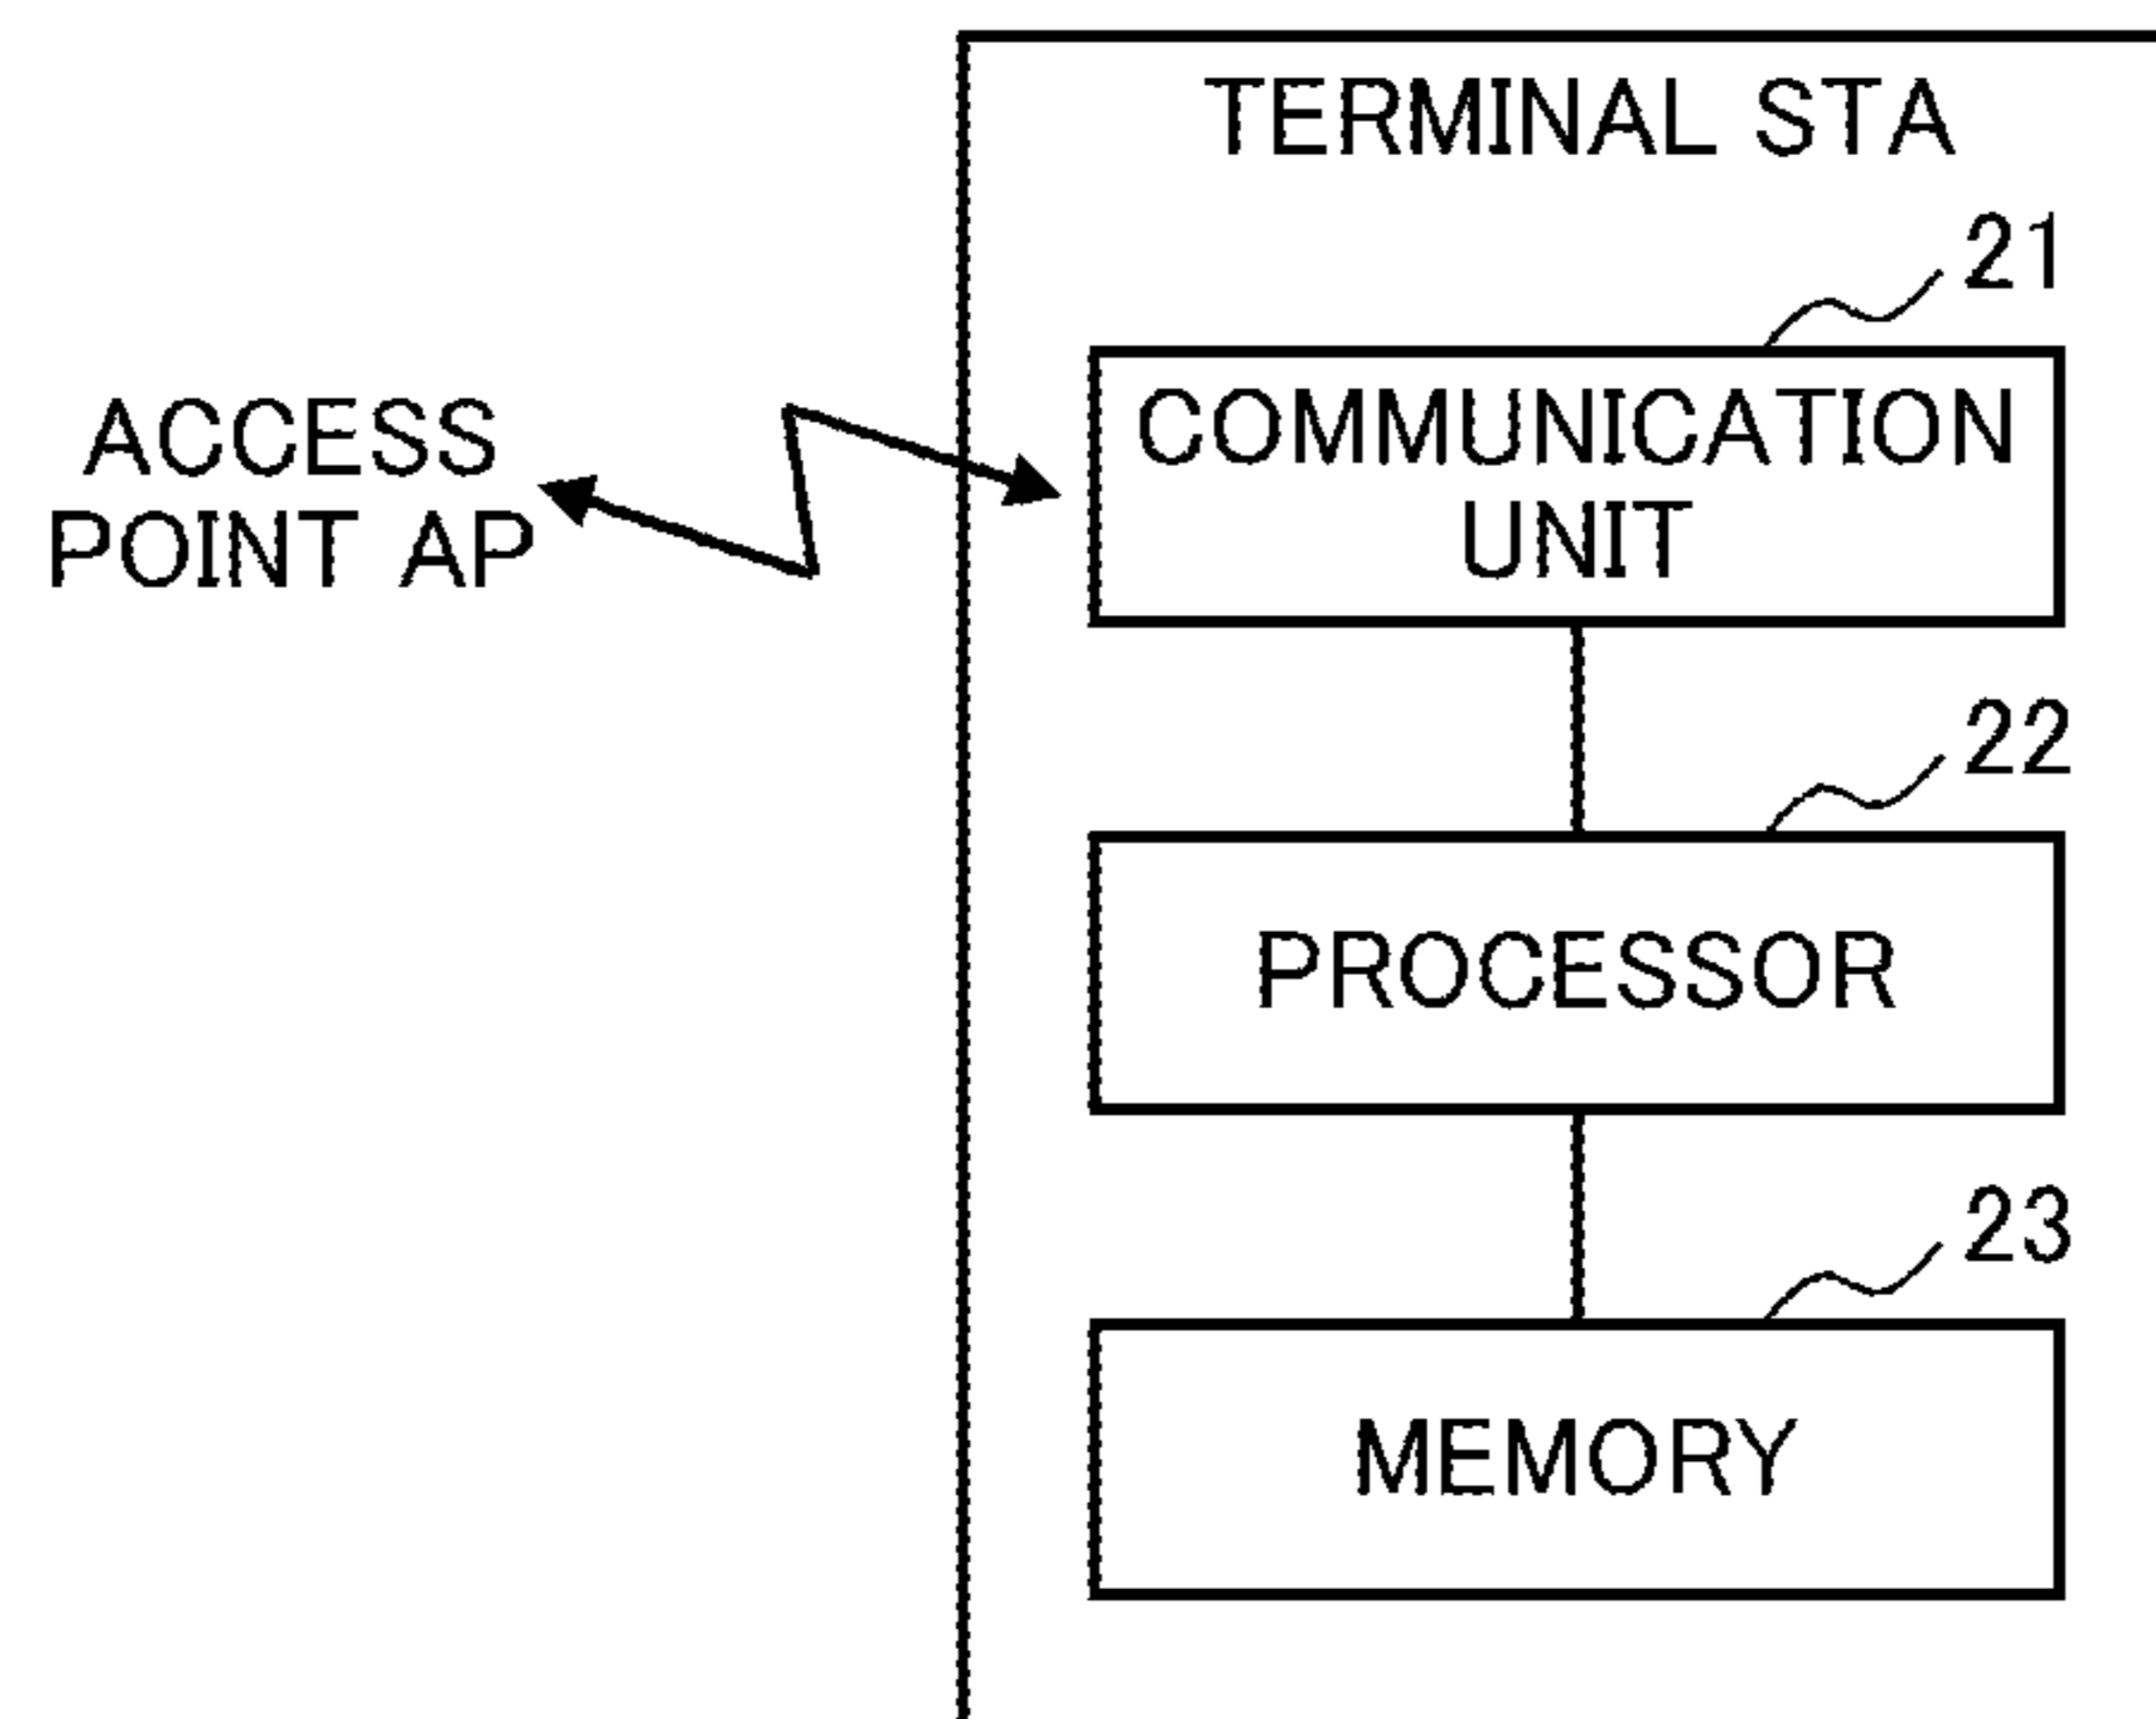 TERMINAL STA
21
ACCESS
POINT AP
COMMUNICATION
UNIT
22
PROCESSOR
23
MEMORY